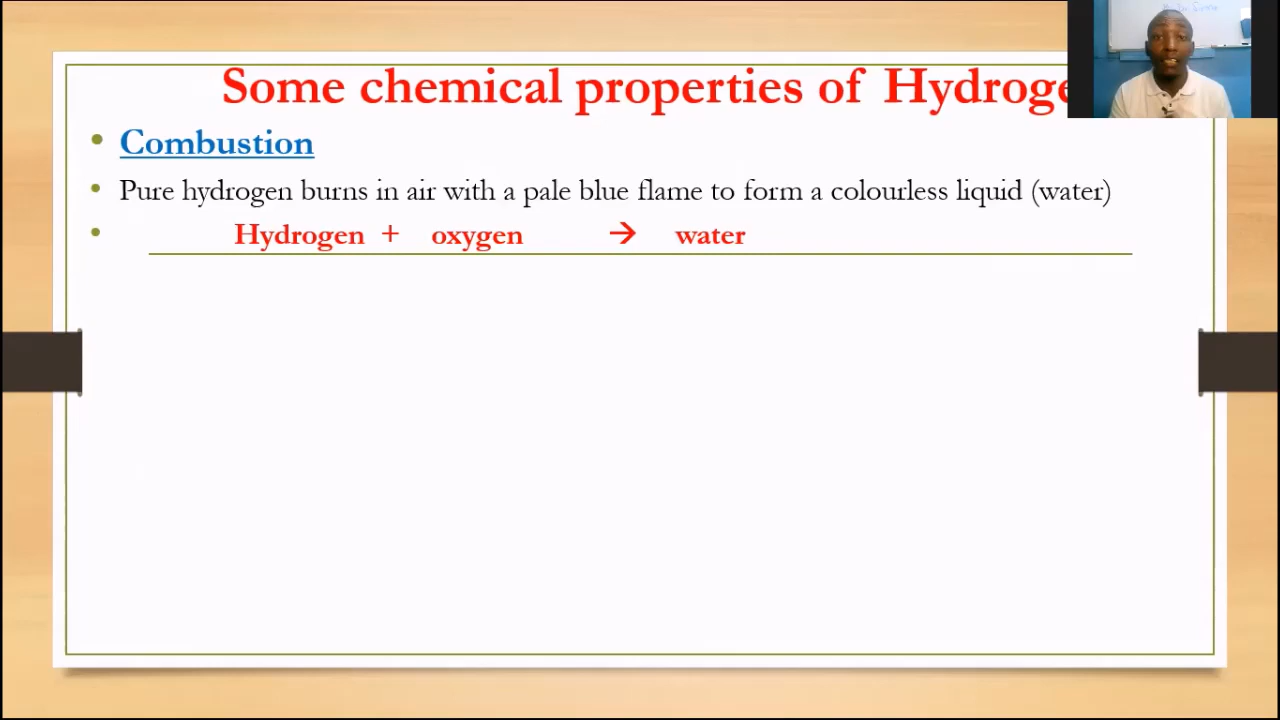 Some chemical properties of Hydroge
• Combustion
• Pure hydrogen burns in air with a pale blue flame to form a colourless liquid (water)
• Hydrogen + oxygen → water